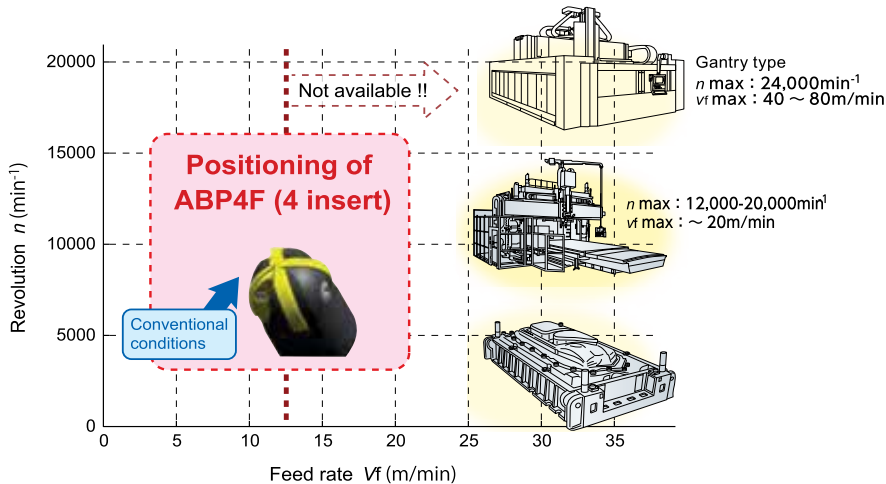 20000
15000
10000
5000
0
Revolution n (min⁻¹)
0
5
10
15
20
25
30
35
Feed rate Vf (m/min)
Not available !!
Positioning of
ABP4F (4 insert)
Conventional
conditions
Gantry type
n max：24,000min⁻¹
vf max：40 ～ 80m/min
n max：12,000-20,000min¹
vf max：～ 20m/min